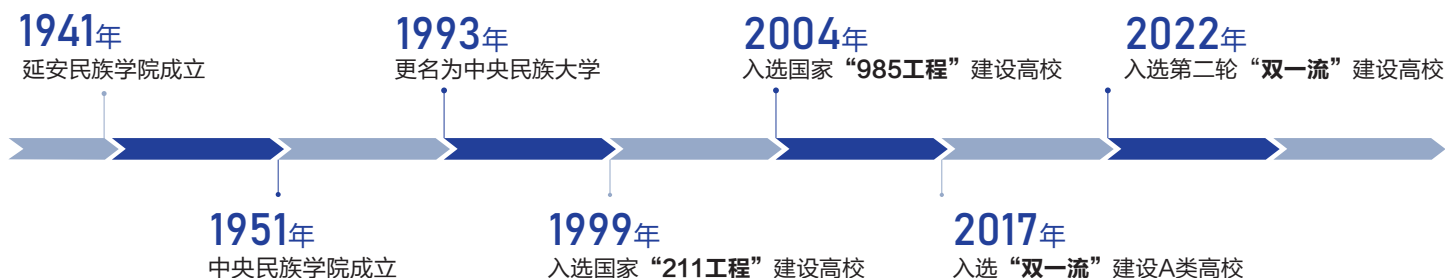 1941年
延安民族学院成立
1993年
更名为中央民族大学
2004年
入选国家“985工程”建设高校
2022年
入选第二轮“双一流”建设高校
1951年
中央民族学院成立
1999年
入选国家“211工程”建设高校
2017年
入选“双一流”建设A类高校